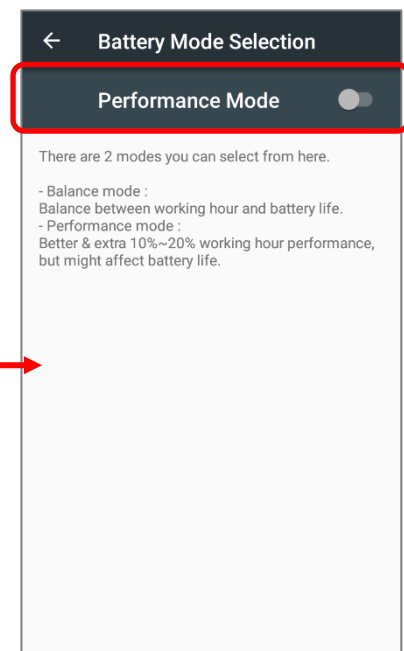 Battery Mode Selection
Performance Mode
There are 2 modes you can select from here.
- Balance mode :
Balance between working hour and battery life.
- Performance mode :
Better & extra 10%~20% working hour performance,
but might affect battery life.